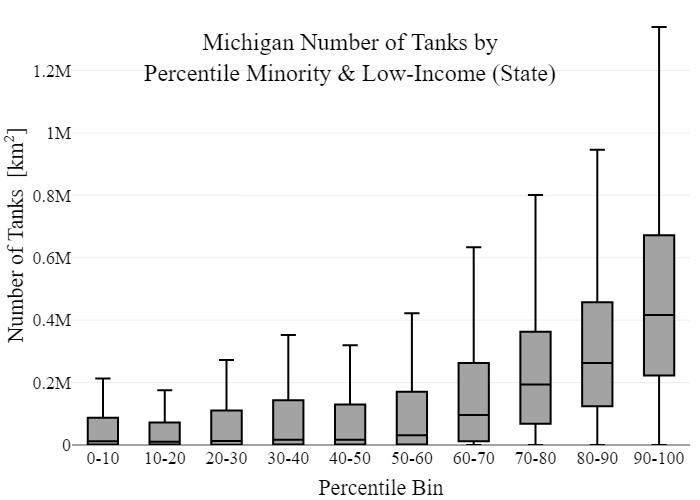 Michigan Number of Tanks by
Percentile Minority & Low-Income (State)
Number of Tanks [km²]
1.2M
1M
0.8M
0.6M
0.4M
0.2M
0
0-10 10-20 20-30 30-40 40-50 50-60 60-70 70-80 80-90 90-100
Percentile Bin